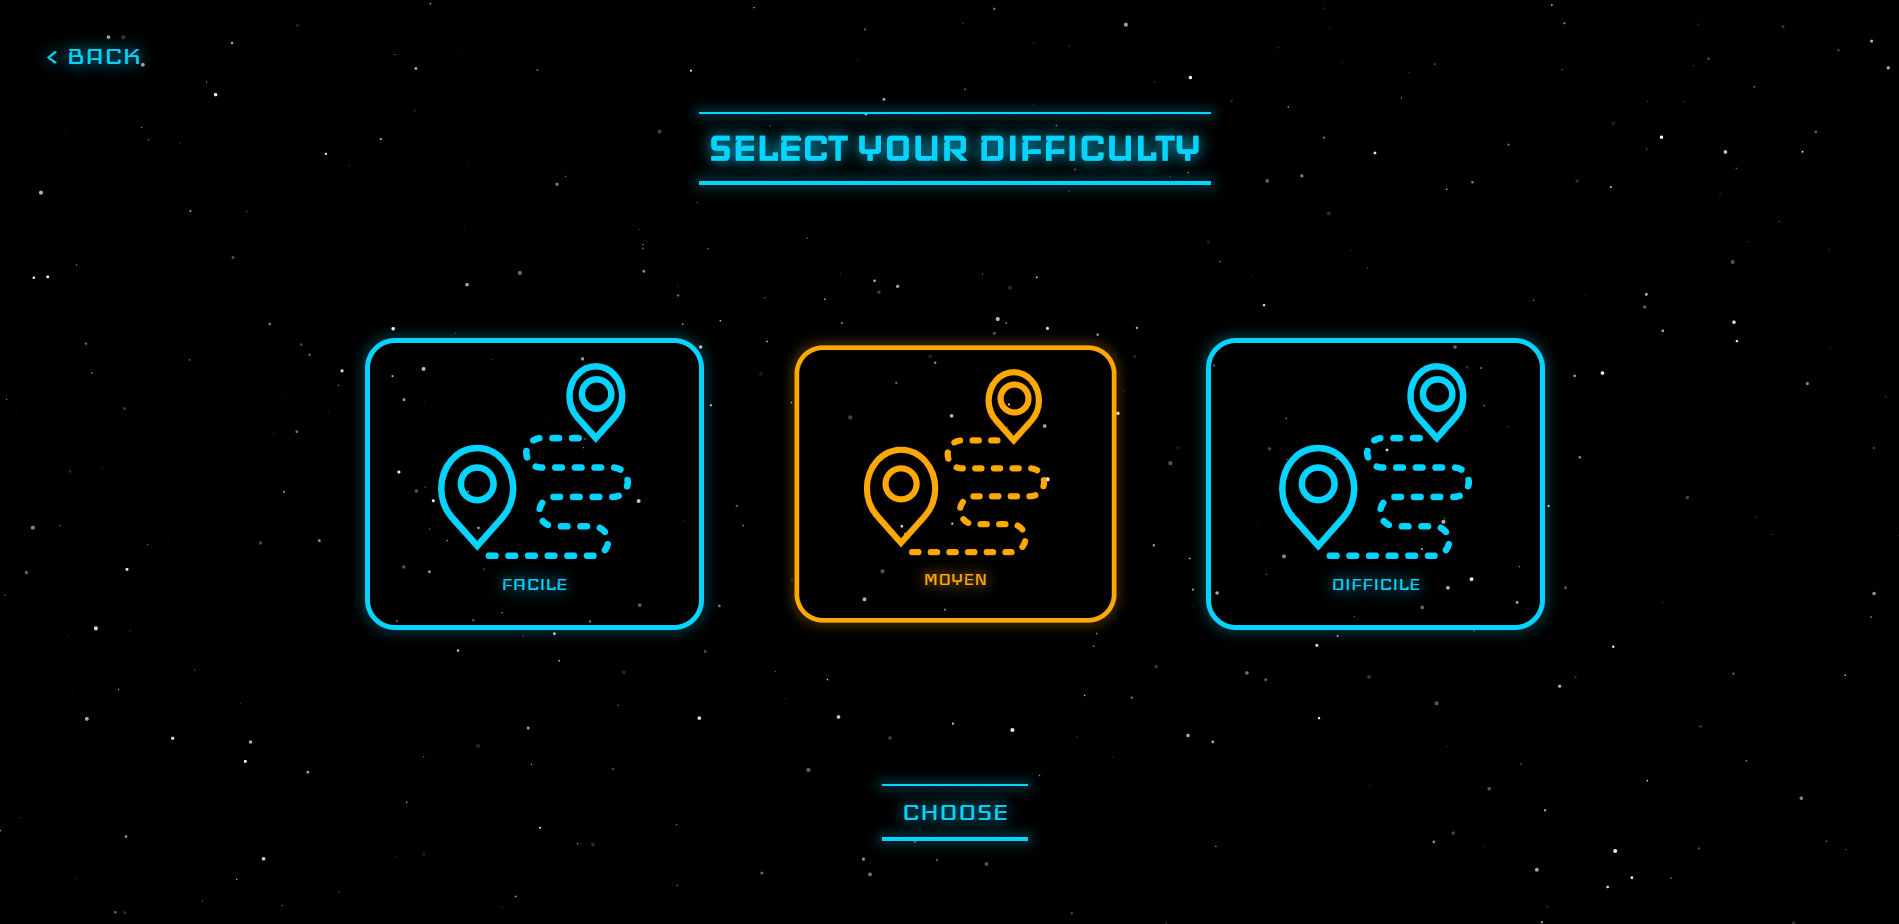 < BACK
SELECT YOUR DIFFICULTY
FACILE
MOYEN
DIFFICILE
CHOOSE